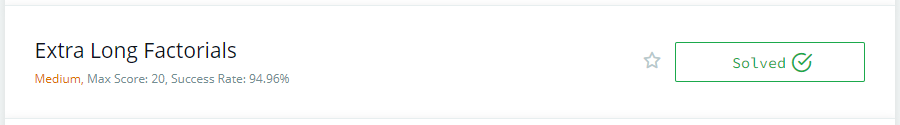 Extra Long Factorials
Medium, Max Score: 20, Success Rate: 94.96%
Solved